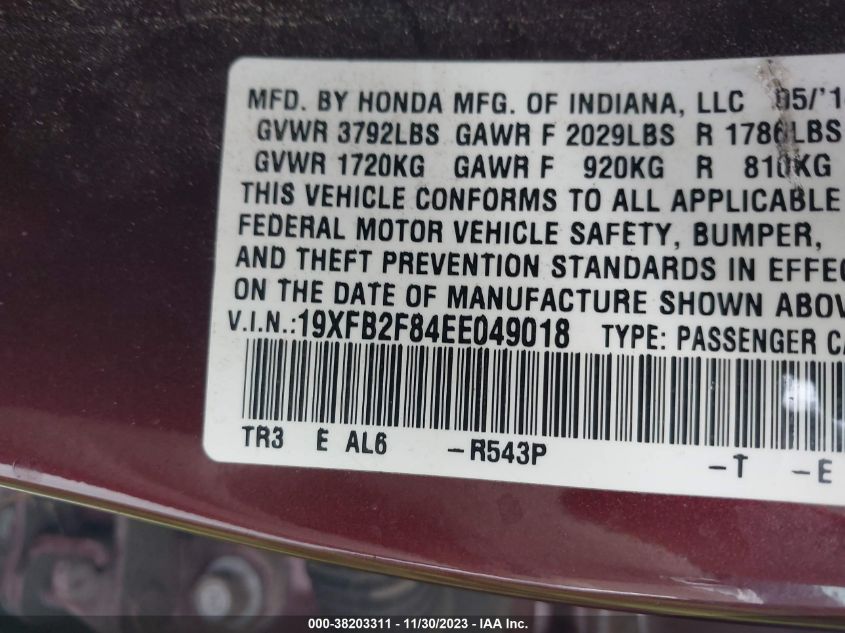 MFD. BY HONDA MFG. OF INDIANA, LLC 05/'1
GVWR 3792LBS GAWR F 2029LBS R 1786LBS
GVWR 1720KG GAWR F 920KG R 810KG
THIS VEHICLE CONFORMS TO ALL APPLICABLE
FEDERAL MOTOR VEHICLE SAFETY, BUMPER,
AND THEFT PREVENTION STANDARDS IN EFFE
ON THE DATE OF MANUFACTURE SHOWN ABOV
V.I.N.:19XFB2F84EE049018 TYPE: PASSENGER CA
TR3 E AL6 -R543P -T -E
000-38203311 - 11/30/2023 - IAA Inc.